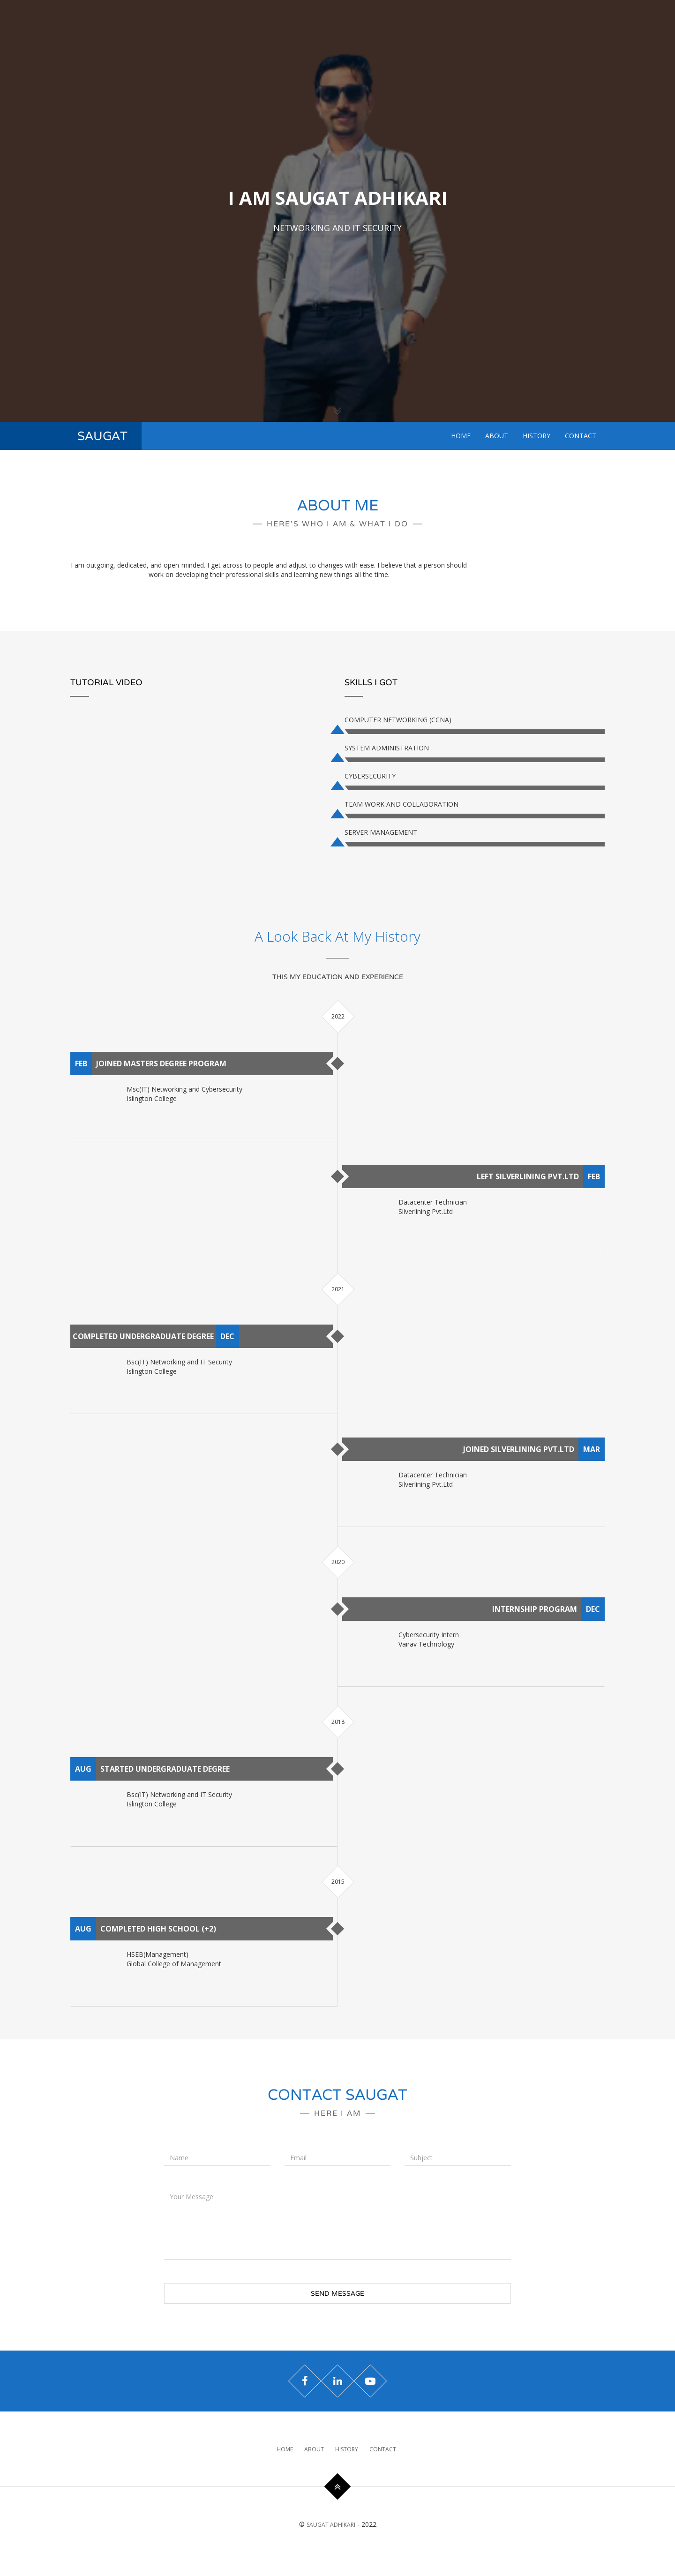 I AM SAUGAT ADHIKARI
NETWORKING AND IT SECURITY
SAUGAT
HOME ABOUT HISTORY CONTACT
ABOUT ME
HERE'S WHO I AM & WHAT I DO
I am outgoing, dedicated, and open-minded. I get across to people and adjust to changes with ease. I believe that a person should
work on developing their professional skills and learning new things all the time.
TUTORIAL VIDEO
SKILLS I GOT
COMPUTER NETWORKING (CCNA)
SYSTEM ADMINISTRATION
CYBERSECURITY
TEAM WORK AND COLLABORATION
SERVER MANAGEMENT
A Look Back At My History
THIS MY EDUCATION AND EXPERIENCE
2022
FEB JOINED MASTERS DEGREE PROGRAM
Msc(IT) Networking and Cybersecurity
Islington College
LEFT SILVERLINING PVT.LTD FEB
Datacenter Technician
Silverlining Pvt.Ltd
2021
COMPLETED UNDERGRADUATE DEGREE DEC
Bsc(IT) Networking and IT Security
Islington College
JOINED SILVERLINING PVT.LTD MAR
Datacenter Technician
Silverlining Pvt.Ltd
2020
INTERNSHIP PROGRAM DEC
Cybersecurity Intern
Vairav Technology
2018
AUG STARTED UNDERGRADUATE DEGREE
Bsc(IT) Networking and IT Security
Islington College
2015
AUG COMPLETED HIGH SCHOOL (+2)
HSEB(Management)
Global College of Management
CONTACT SAUGAT
HERE I AM
Name Email Subject
Your Message
SEND MESSAGE
HOME ABOUT HISTORY CONTACT
© SAUGAT ADHIKARI - 2022